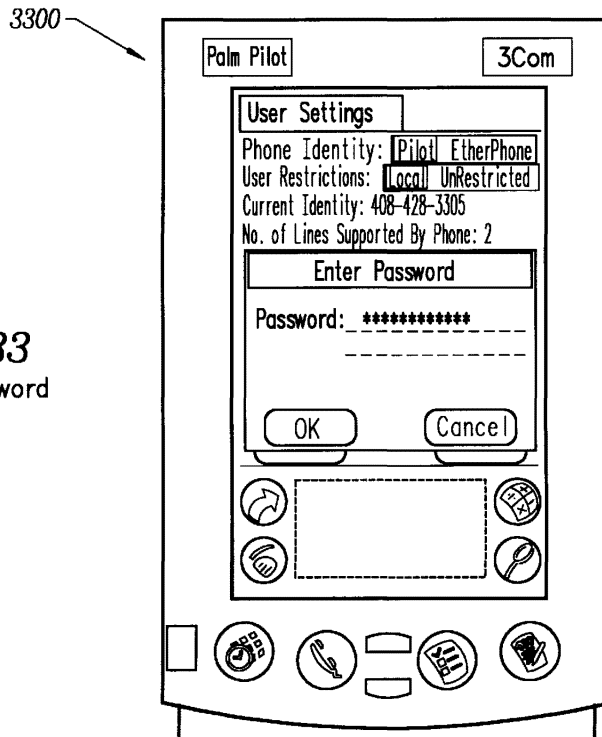 3300
Palm Pilot
3Com
User Settings
Phone Identity: Pilot EtherPhone
User Restrictions: Local UnRestricted
Current Identity: 408-428-3305
No. of Lines Supported By Phone: 2
Enter Password
Password: ************
OK
Cancel
33
word